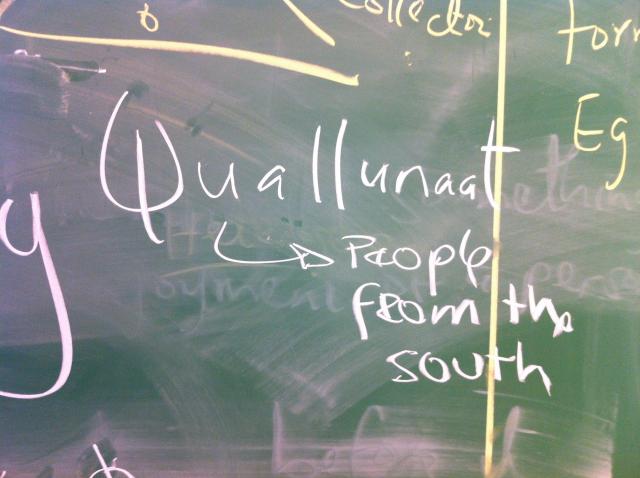 collector
form
Eg
y
Quallunaat
People
from the
south